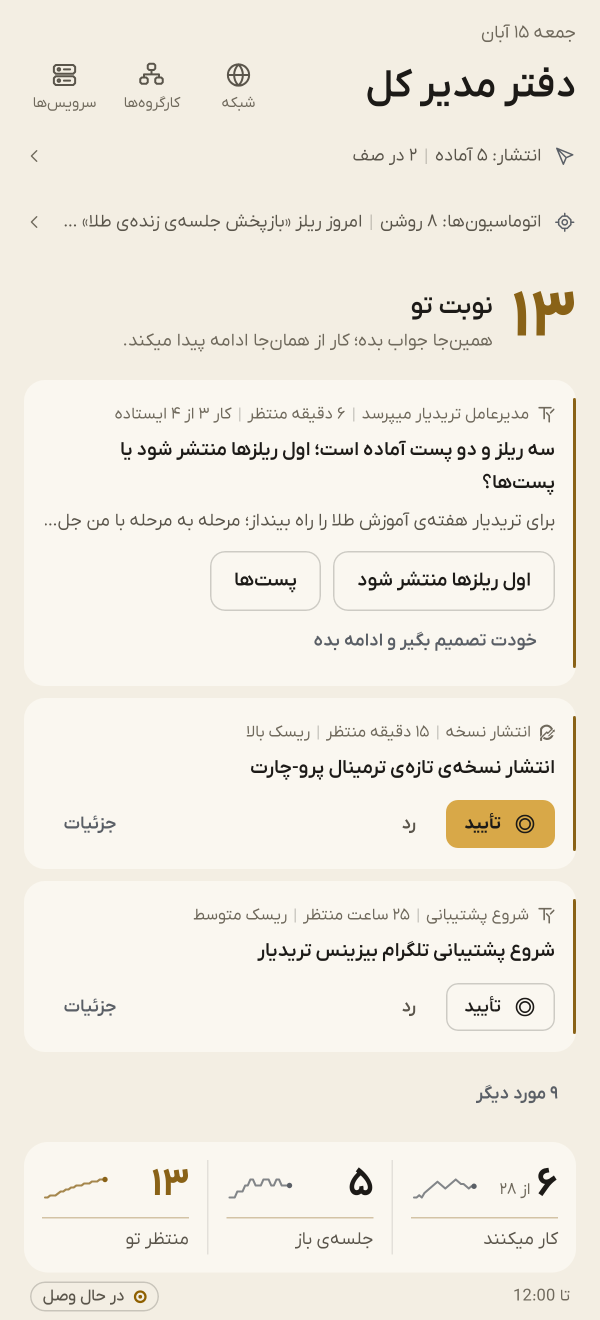 جمعه ۱۵ آبان
دفتر مدیر کل
شبکه
کارگروه‌ها
سرویس‌ها
انتشار: ۵ آماده | ۲ در صف
اتوماسیون‌ها: ۸ روشن | امروز ریلز «بازپخش جلسه‌ی زنده‌ی طلا» ...
۱۳
نوبت تو
همین‌جا جواب بده؛ کار از همان‌جا ادامه پیدا میکند.
مدیرعامل تریدیار میپرسد | ۶ دقیقه منتظر | کار ۳ از ۴ ایستاده
سه ریلز و دو پست آماده است؛ اول ریلزها منتشر شود یا
پست‌ها؟
برای تریدیار هفته‌ی آموزش طلا را راه بینداز؛ مرحله به مرحله با من جل...
اول ریلزها منتشر شود
پست‌ها
خودت تصمیم بگیر و ادامه بده
انتشار نسخه | ۱۵ دقیقه منتظر | ریسک بالا
انتشار نسخه‌ی تازه‌ی ترمینال پرو-چارت
تأیید
رد
جزئیات
شروع پشتیبانی | ۲۵ ساعت منتظر | ریسک متوسط
شروع پشتیبانی تلگرام بیزینس تریدیار
تأیید
رد
جزئیات
۹ مورد دیگر
۶ از ۲۸
کار میکنند
۵
جلسه‌ی باز
۱۳
منتظر تو
تا 12:00
در حال وصل